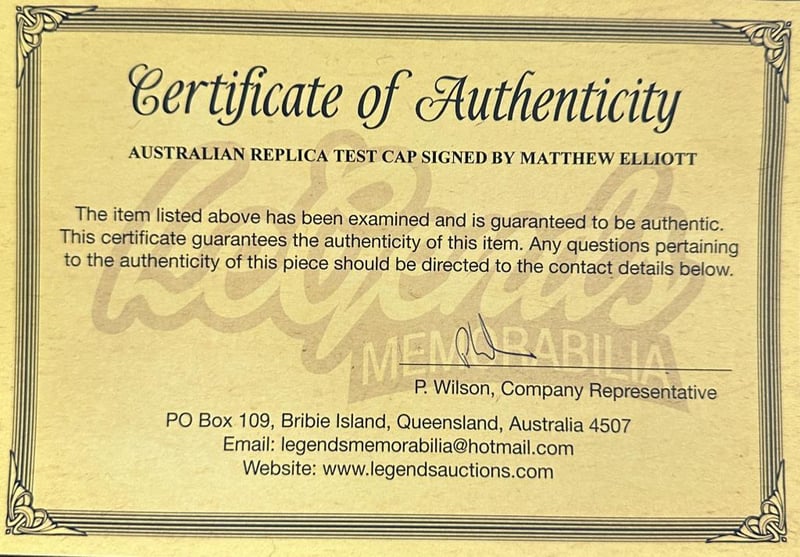 Certificate of Authenticity
AUSTRALIAN REPLICA TEST CAP SIGNED BY MATTHEW ELLIOTT
The item listed above has been examined and is guaranteed to be authentic.
This certificate guarantees the authenticity of this item. Any questions pertaining
to the authenticity of this piece should be directed to the contact details below.
Legends
MEMORABILIA
P. Wilson, Company Representative
PO Box 109, Bribie Island, Queensland, Australia 4507
Email: legendsmemorabilia@hotmail.com
Website: www.legendsauctions.com